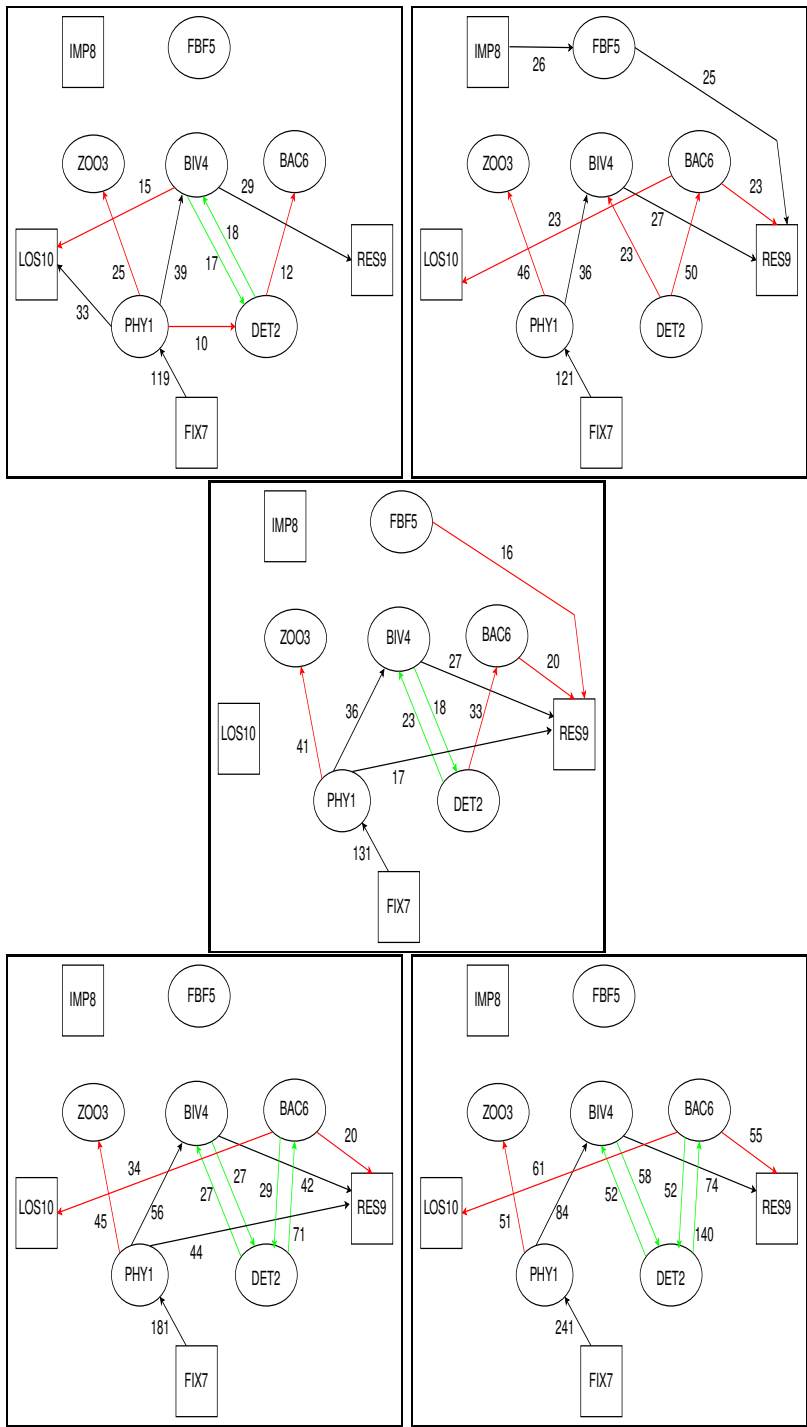 IMP8
FBF5
ZOO3
BIV4
BAC6
15
29
18
LOS10
17
RES9
25
39
12
33
PHY1
DET2
10
119
FIX7
IMP8
FBF5
26
25
ZOO3
BIV4
BAC6
23
23
27
LOS10
23
RES9
46
36
50
PHY1
DET2
121
FIX7
IMP8
FBF5
16
ZOO3
BIV4
BAC6
27
20
36
18
33
23
LOS10
RES9
41
17
PHY1
DET2
131
FIX7
IMP8
FBF5
ZOO3
BIV4
BAC6
20
34
27
42
29
27
LOS10
RES9
45
56
71
44
PHY1
DET2
181
FIX7
IMP8
FBF5
ZOO3
BIV4
BAC6
55
61
58
74
52
52
LOS10
RES9
51
84
140
PHY1
DET2
241
FIX7